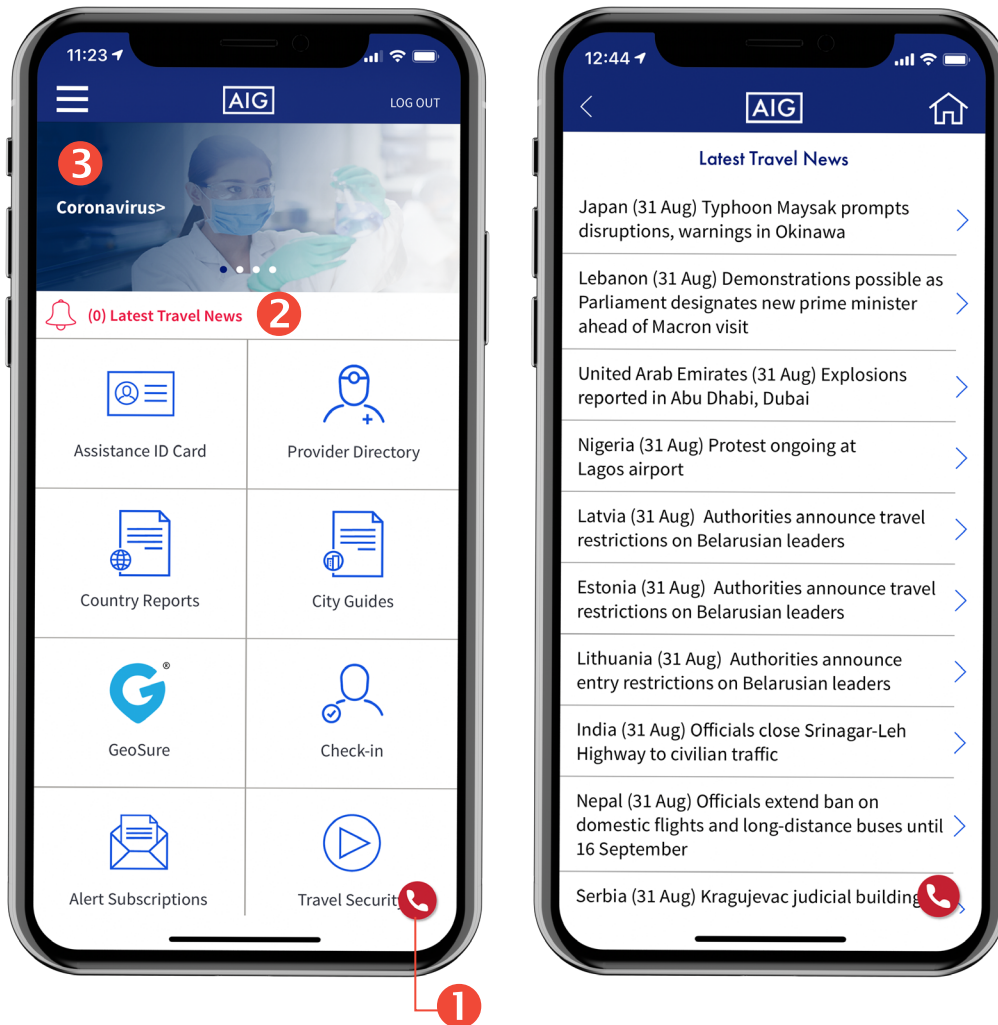 11:23
AIG
LOG OUT
3
Coronavirus>
(0) Latest Travel News
2
Assistance ID Card
Provider Directory
Country Reports
City Guides
®
GeoSure
Check-in
Alert Subscriptions
Travel Security
1
12:44
AIG
Latest Travel News
Japan (31 Aug) Typhoon Maysak prompts
disruptions, warnings in Okinawa
Lebanon (31 Aug) Demonstrations possible as
Parliament designates new prime minister
ahead of Macron visit
United Arab Emirates (31 Aug) Explosions
reported in Abu Dhabi, Dubai
Nigeria (31 Aug) Protest ongoing at
Lagos airport
Latvia (31 Aug) Authorities announce travel
restrictions on Belarusian leaders
Estonia (31 Aug) Authorities announce travel
restrictions on Belarusian leaders
Lithuania (31 Aug) Authorities announce
entry restrictions on Belarusian leaders
India (31 Aug) Officials close Srinagar-Leh
Highway to civilian traffic
Nepal (31 Aug) Officials extend ban on
domestic flights and long-distance buses until
16 September
Serbia (31 Aug) Kragujevac judicial building